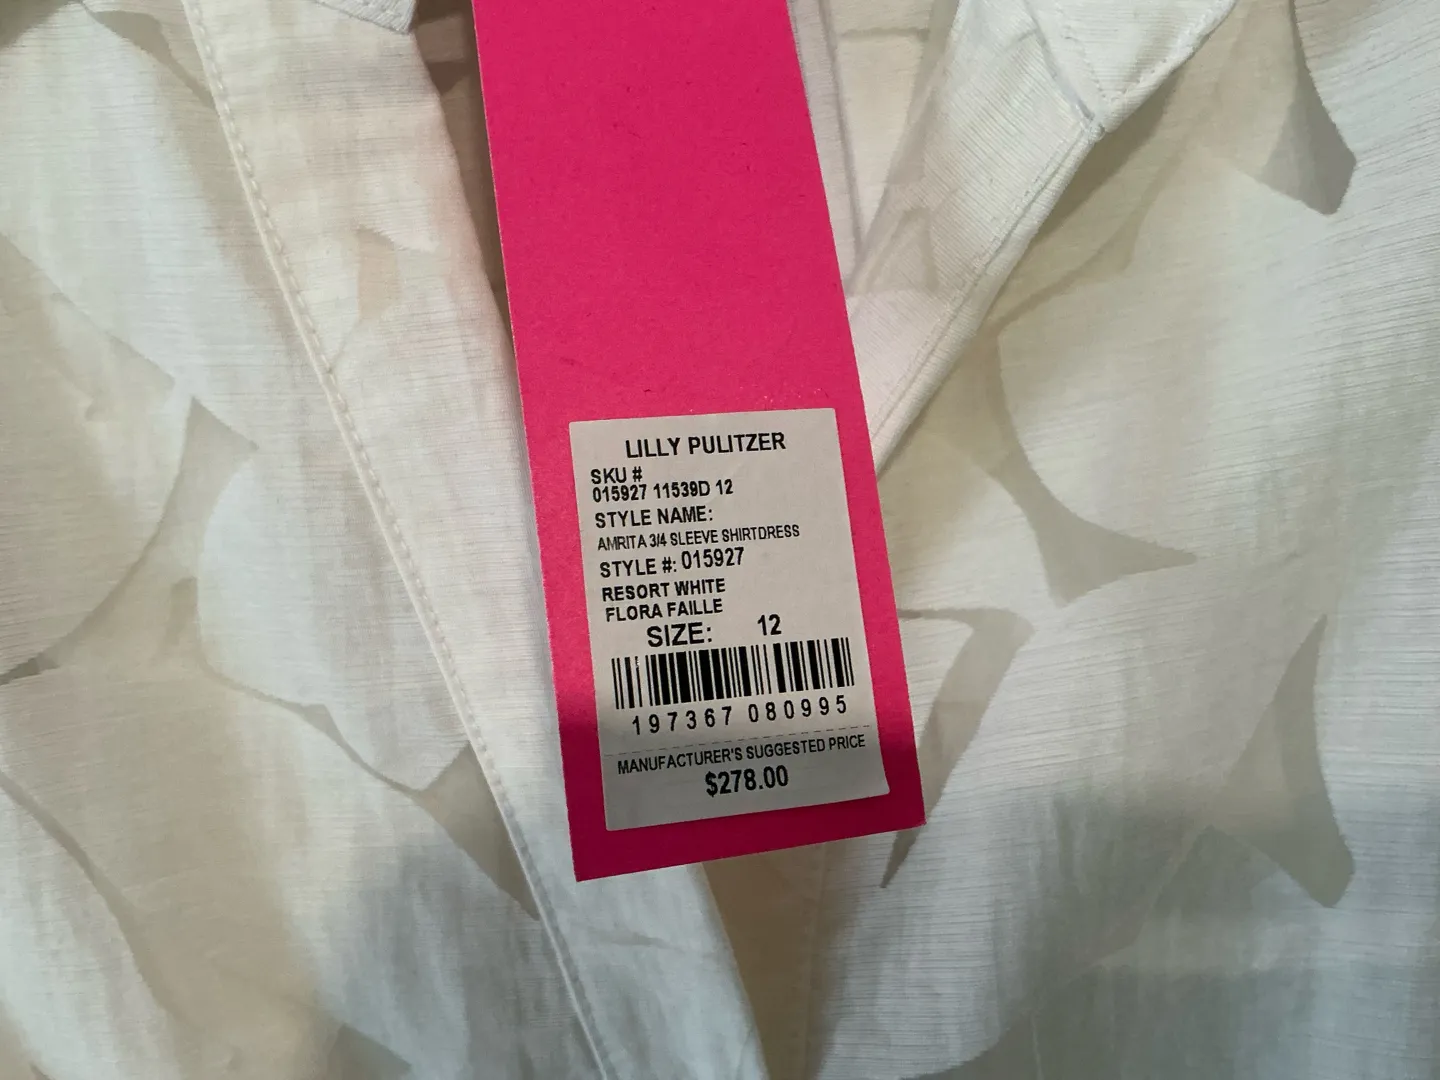 LILLY PULITZER
SKU #
015927 11539D 12
STYLE NAME:
AMRITA 3/4 SLEEVE SHIRTDRESS
STYLE #: 015927
RESORT WHITE
FLORA FAILLE
SIZE: 12
197367 080995
MANUFACTURER'S SUGGESTED PRICE
$278.00